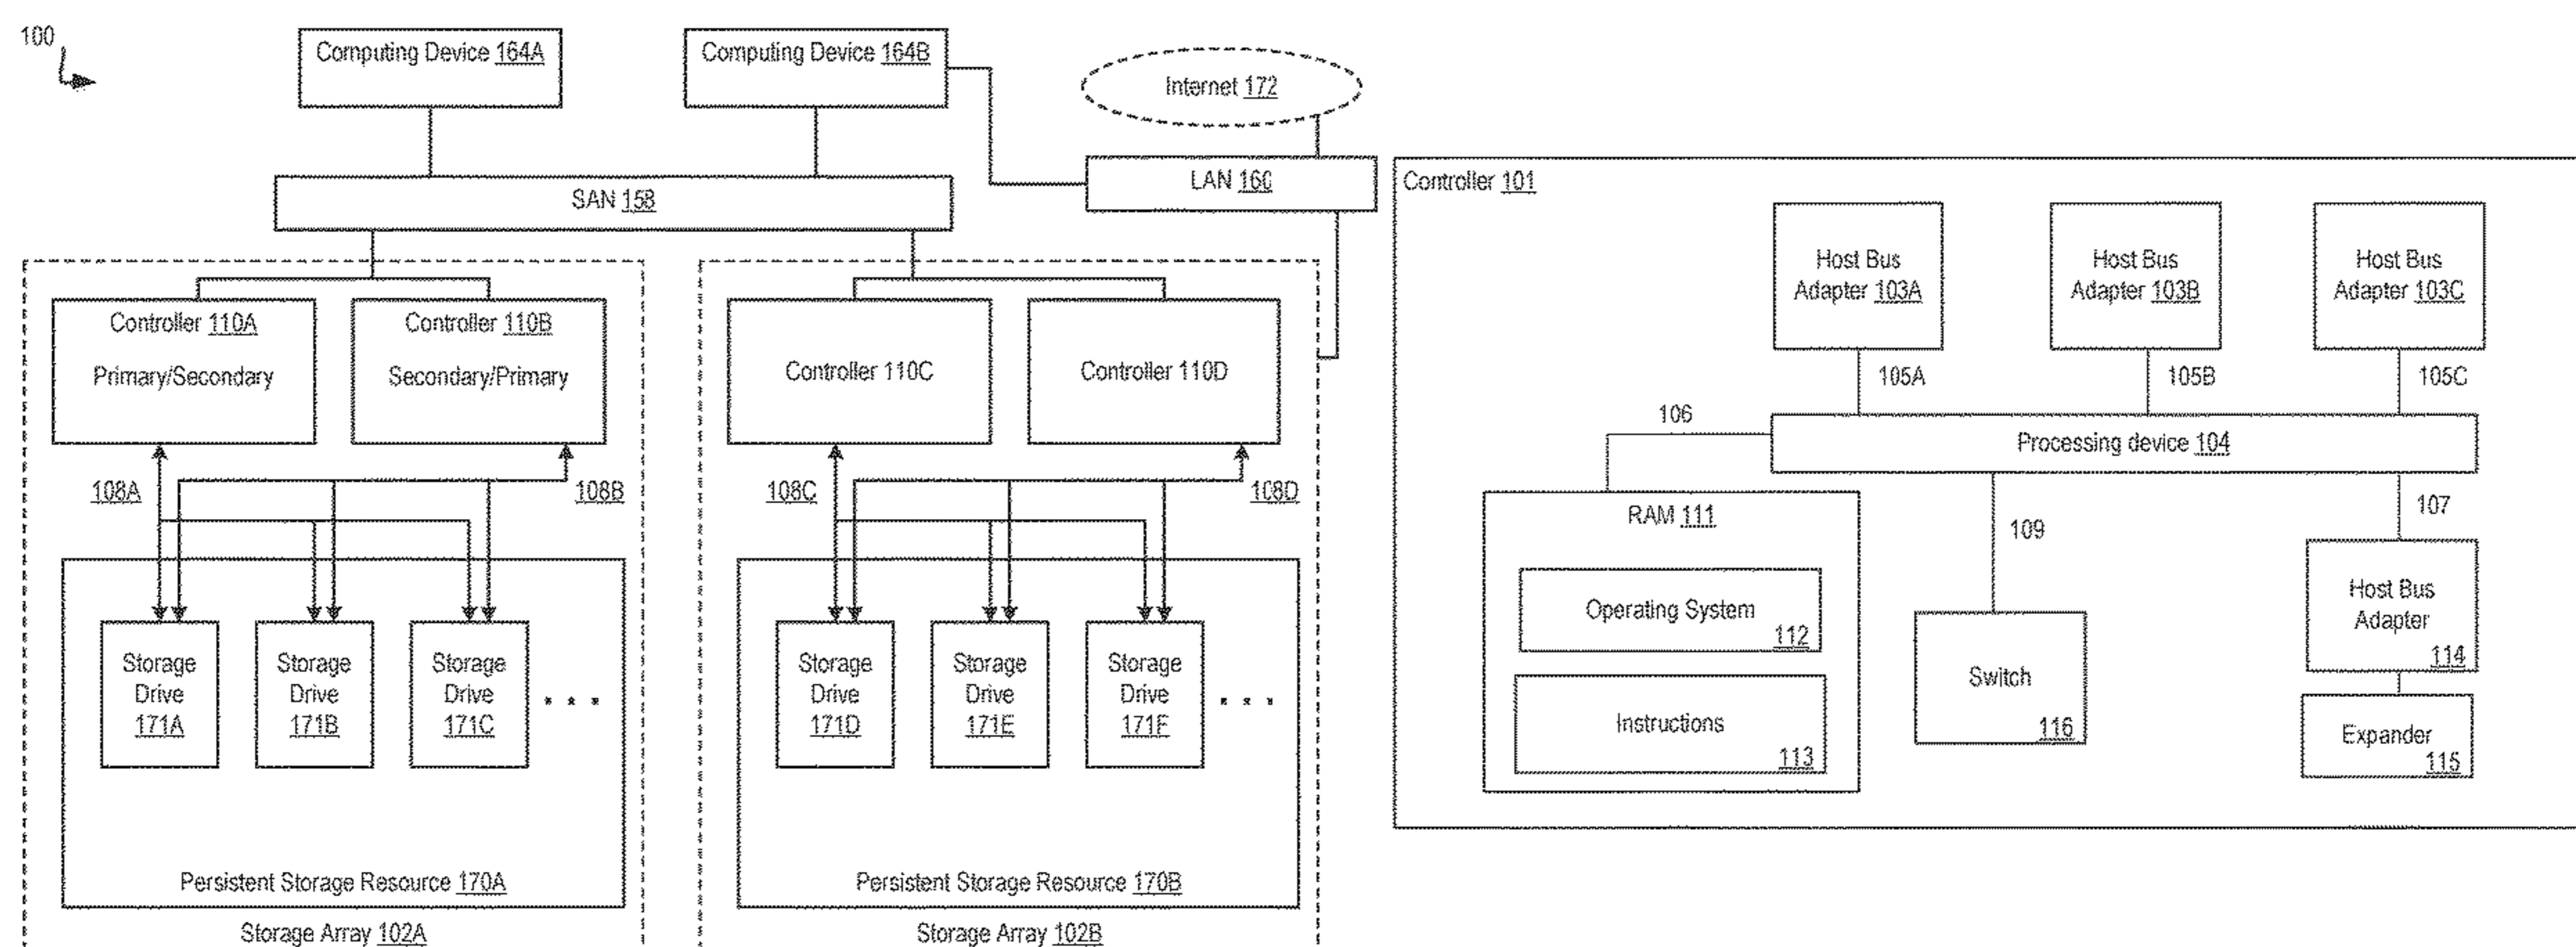 100
Computing Device 164A
Computing Device 164B
Internet 172
SAN 158
LAN 160
Controller 110A
Primary/Secondary
Controller 110B
Secondary/Primary
Controller 110C
Controller 110D
108A
108B
108C
108D
Storage
Drive
171A
Storage
Drive
171B
Storage
Drive
171C
Storage
Drive
171D
Storage
Drive
171E
Storage
Drive
171F
Persistent Storage Resource 170A
Persistent Storage Resource 170B
Storage Array 102A
Storage Array 102B
Controller 101
Host Bus
Adapter 103A
Host Bus
Adapter 103B
Host Bus
Adapter 103C
105A
105B
105C
106
Processing device 104
RAM 111
109
107
Operating System
112
Instructions
113
Switch
116
Host Bus
Adapter
114
Expander
115